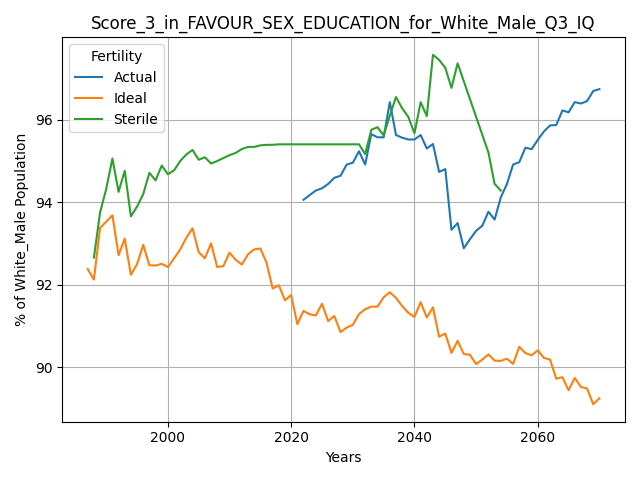 Score_3_in_FAVOUR_SEX_EDUCATION_for_White_Male_Q3_IQ
Fertility
Actual
Ideal
Sterile
% of White_Male Population
96
94
92
90
2000
2020
2040
2060
Years